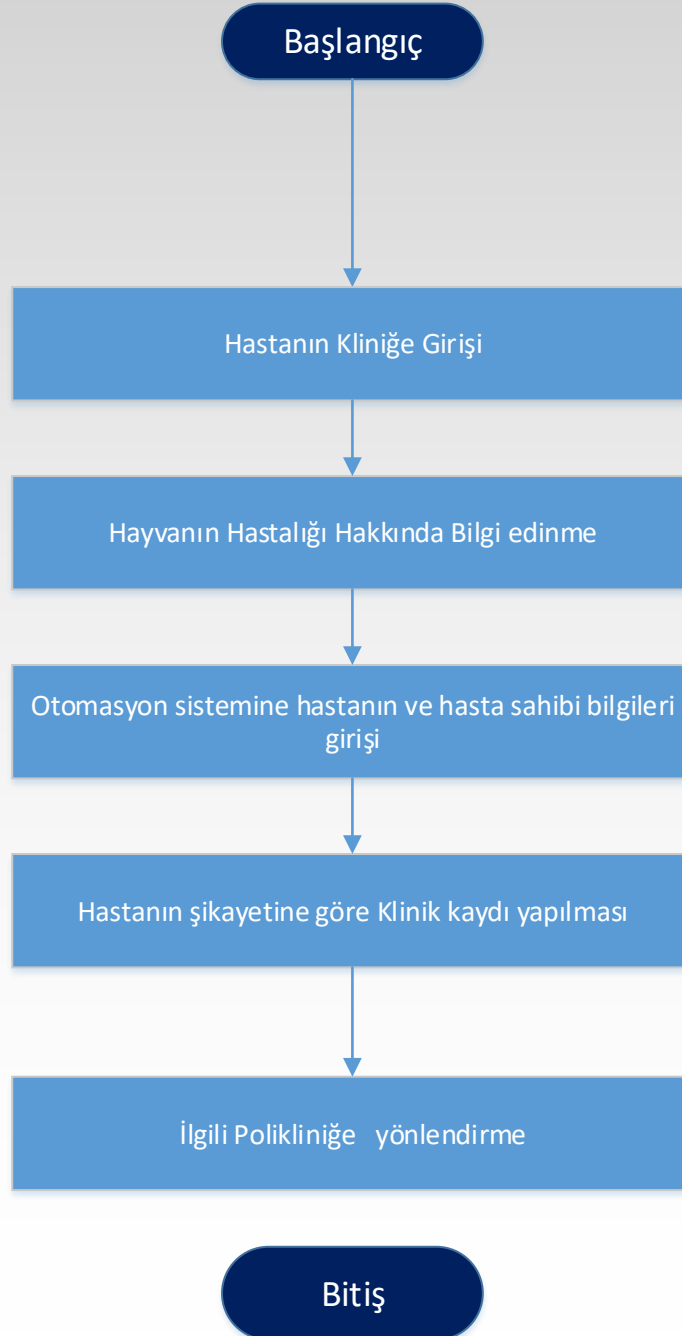 Başlangıç
Hastanın Kliniğe Girişi
Hayvanın Hastalığı Hakkında Bilgi edinme
Otomasyon sistemine hastanın ve hasta sahibi bilgileri
girişi
Hastanın şikayetine göre Klinik kaydı yapılması
İlgili Polikliniğe yönlendirme
Bitiş